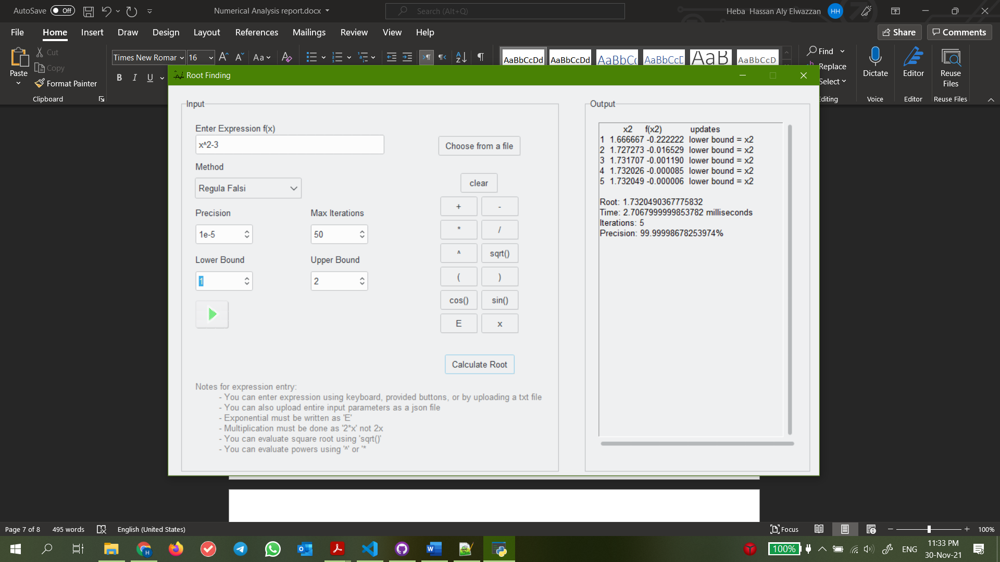 AutoSave Off
Numerical Analysis report.docx
Search (Alt+Q)
Heba Hassan Aly Elwazzan HH
File Home Insert Draw Design Layout References Mailings Review View Help
Share Comments
Paste
Cut
Copy
Format Painter
Clipboard
Times New Romar 16
B I U
AaBbCcDd AaBbCcDd AaBbC AaBbCcD AaB AaBbCcD
Find
Replace
Select
Editing
Dictate
Voice
Editor
Editor
Reuse Files
Reuse Files
Root Finding
Input
Enter Expression f(x)
x^2-3
Choose from a file
Method
Regula Falsi
clear
Precision Max Iterations
1e-5 50
Lower Bound Upper Bound
1 2
+ -
* /
^ sqrt()
( )
cos() sin()
E x
Calculate Root
Notes for expression entry:
- You can enter expression using keyboard, provided buttons, or by uploading a txt file
- You can also upload entire input parameters as a json file
- Exponential must be written as 'E'
- Multiplication must be done as '2*x' not 2x
- You can evaluate square root using 'sqrt()'
- You can evaluate powers using '^' or '*
Output
x2 f(x2) updates
1 1.666667 -0.222222 lower bound = x2
2 1.727273 -0.016529 lower bound = x2
3 1.731707 -0.001190 lower bound = x2
4 1.732026 -0.000085 lower bound = x2
5 1.732049 -0.000006 lower bound = x2
Root: 1.7320490367775832
Time: 2.7067999999853782 milliseconds
Iterations: 5
Precision: 99.99998678253974%
Page 7 of 8 495 words English (United States)
Focus 100%
100% ENG 11:33 PM
30-Nov-21